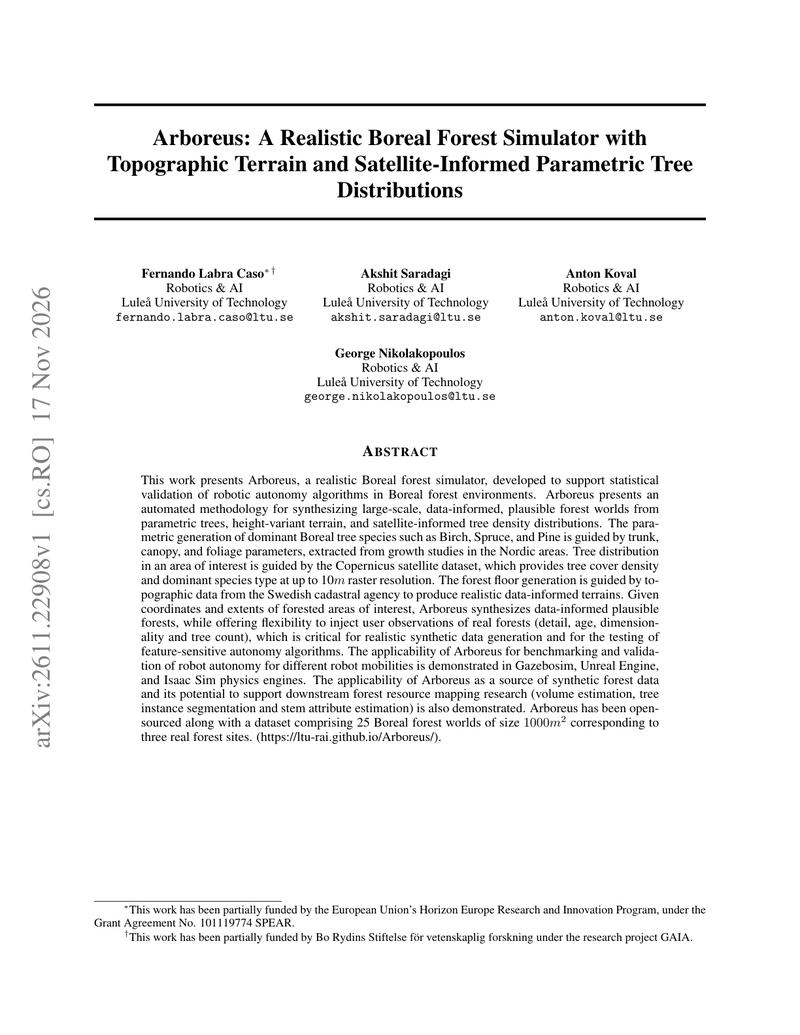 arXiv:2611.22908v1 [cs.RO] 17 Nov 2026
Arboreus: A Realistic Boreal Forest Simulator with
Topographic Terrain and Satellite-Informed Parametric Tree
Distributions
Fernando Labra Caso*†
Robotics & AI
Luleå University of Technology
fernando.labra.caso@ltu.se
Akshit Saradagi
Robotics & AI
Luleå University of Technology
akshit.saradagi@ltu.se
Anton Koval
Robotics & AI
Luleå University of Technology
anton.koval@ltu.se
George Nikolakopoulos
Robotics & AI
Luleå University of Technology
george.nikolakopoulos@ltu.se
ABSTRACT
This work presents Arboreus, a realistic Boreal forest simulator, developed to support statistical
validation of robotic autonomy algorithms in Boreal forest environments. Arboreus presents an
automated methodology for synthesizing large-scale, data-informed, plausible forest worlds from
parametric trees, height-variant terrain, and satellite-informed tree density distributions. The para-
metric generation of dominant Boreal tree species such as Birch, Spruce, and Pine is guided by trunk,
canopy, and foliage parameters, extracted from growth studies in the Nordic areas. Tree distribution
in an area of interest is guided by the Copernicus satellite dataset, which provides tree cover density
and dominant species type at up to 10m raster resolution. The forest floor generation is guided by to-
pographic data from the Swedish cadastral agency to produce realistic data-informed terrains. Given
coordinates and extents of forested areas of interest, Arboreus synthesizes data-informed plausible
forests, while offering flexibility to inject user observations of real forests (detail, age, dimension-
ality and tree count), which is critical for realistic synthetic data generation and for the testing of
feature-sensitive autonomy algorithms. The applicability of Arboreus for benchmarking and valida-
tion of robot autonomy for different robot mobilities is demonstrated in Gazebosim, Unreal Engine,
and Isaac Sim physics engines. The applicability of Arboreus as a source of synthetic forest data
and its potential to support downstream forest resource mapping research (volume estimation, tree
instance segmentation and stem attribute estimation) is also demonstrated. Arboreus has been open-
sourced along with a dataset comprising 25 Boreal forest worlds of size 1000m² corresponding to
three real forest sites. (https://ltu-rai.github.io/Arboreus/).
*This work has been partially funded by the European Union's Horizon Europe Research and Innovation Program, under the
Grant Agreement No. 101119774 SPEAR.
†This work has been partially funded by Bo Rydins Stiftelse för vetenskaplig forskning under the research project GAIA.